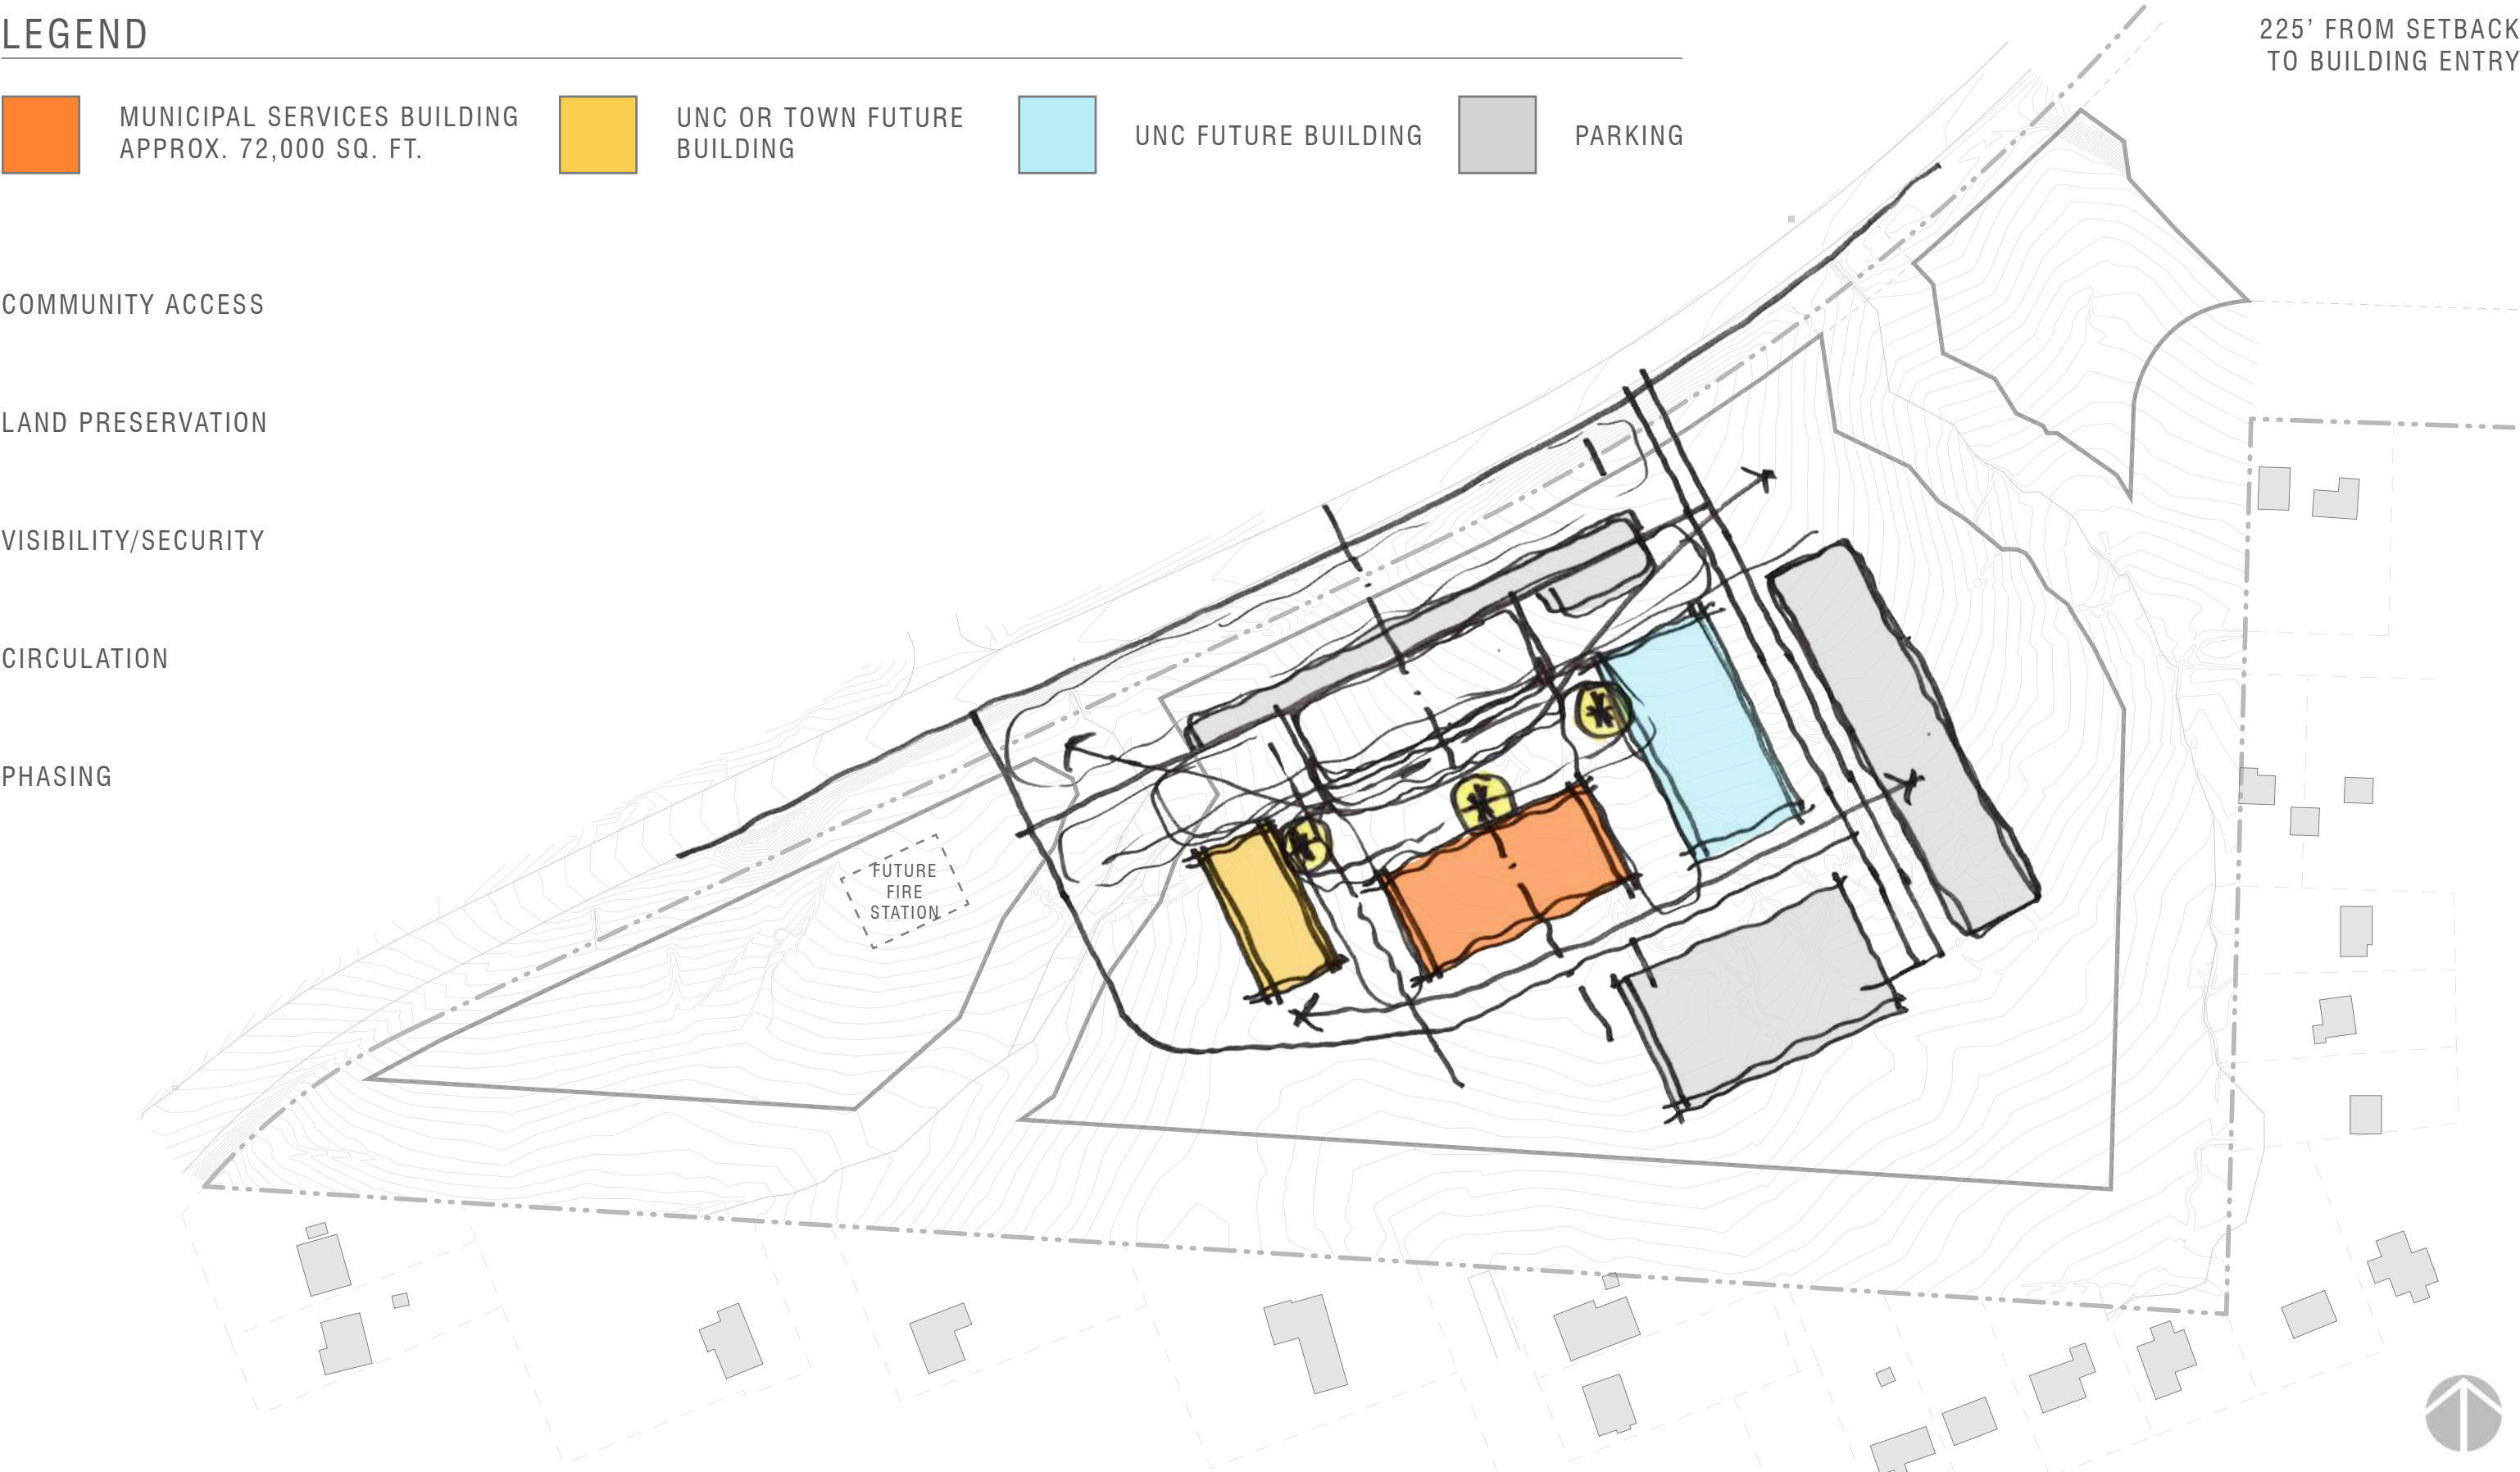 LEGEND
225’ FROM SETBACK
TO BUILDING ENTRY
MUNICIPAL SERVICES BUILDING
APPROX. 72,000 SQ. FT.
UNC OR TOWN FUTURE
BUILDING
UNC FUTURE BUILDING
PARKING
COMMUNITY ACCESS
LAND PRESERVATION
VISIBILITY/SECURITY
CIRCULATION
PHASING
FUTURE
FIRE
STATION